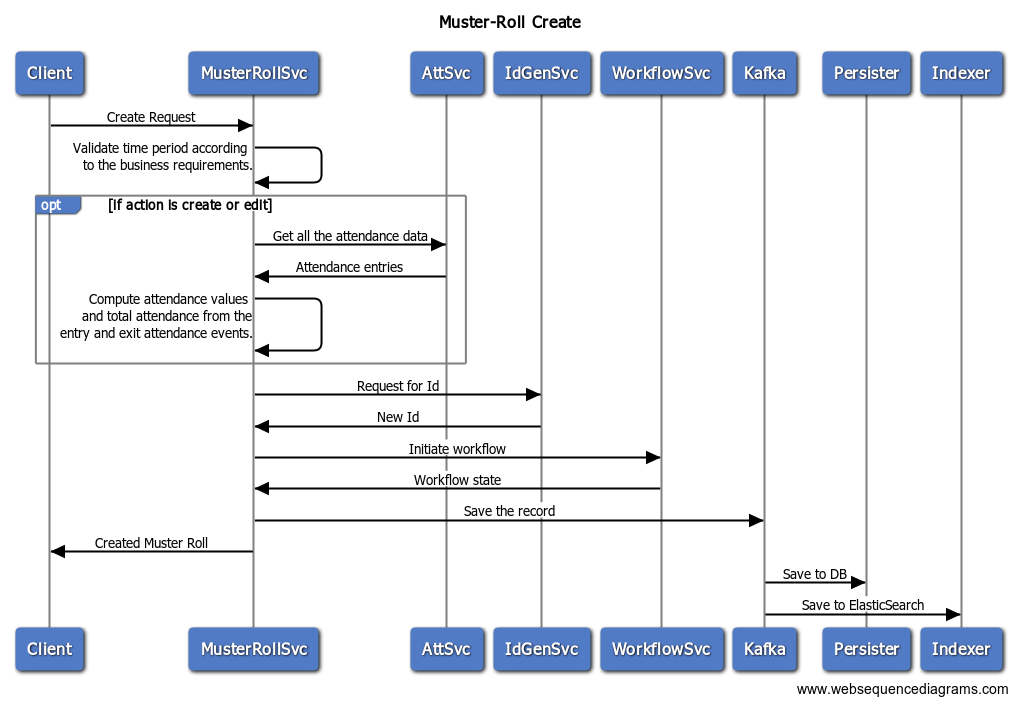 Muster-Roll Create
Client MusterRollSvc AttSvc IdGenSvc WorkflowSvc Kafka Persister Indexer
Create Request
Validate time period according
to the business requirements.
opt [If action is create or edit]
Get all the attendance data
Attendance entries
Compute attendance values
and total attendance from the
entry and exit attendance events.
Request for Id
New Id
Initiate workflow
Workflow state
Save the record
Created Muster Roll
Save to DB
Save to ElasticSearch
Client MusterRollSvc AttSvc IdGenSvc WorkflowSvc Kafka Persister Indexer
www.websequencediagrams.com